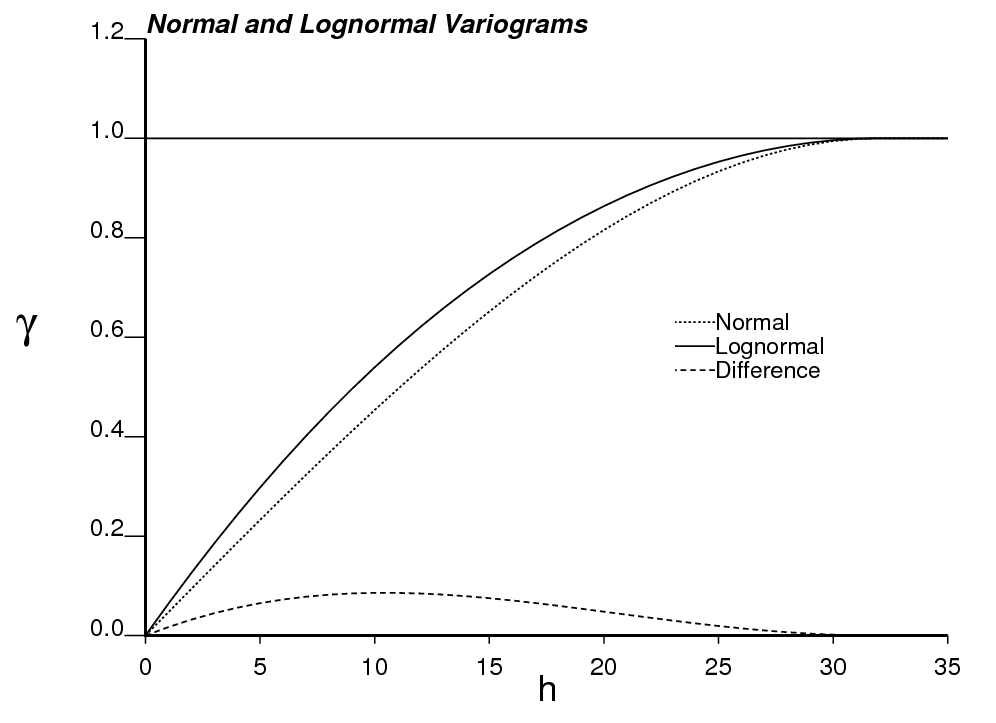 Normal and Lognormal Variograms
1.2
1.0
0.8
0.6
0.4
0.2
0.0
γ
Normal
Lognormal
Difference
0 5 10 15 20 25 30 35
h